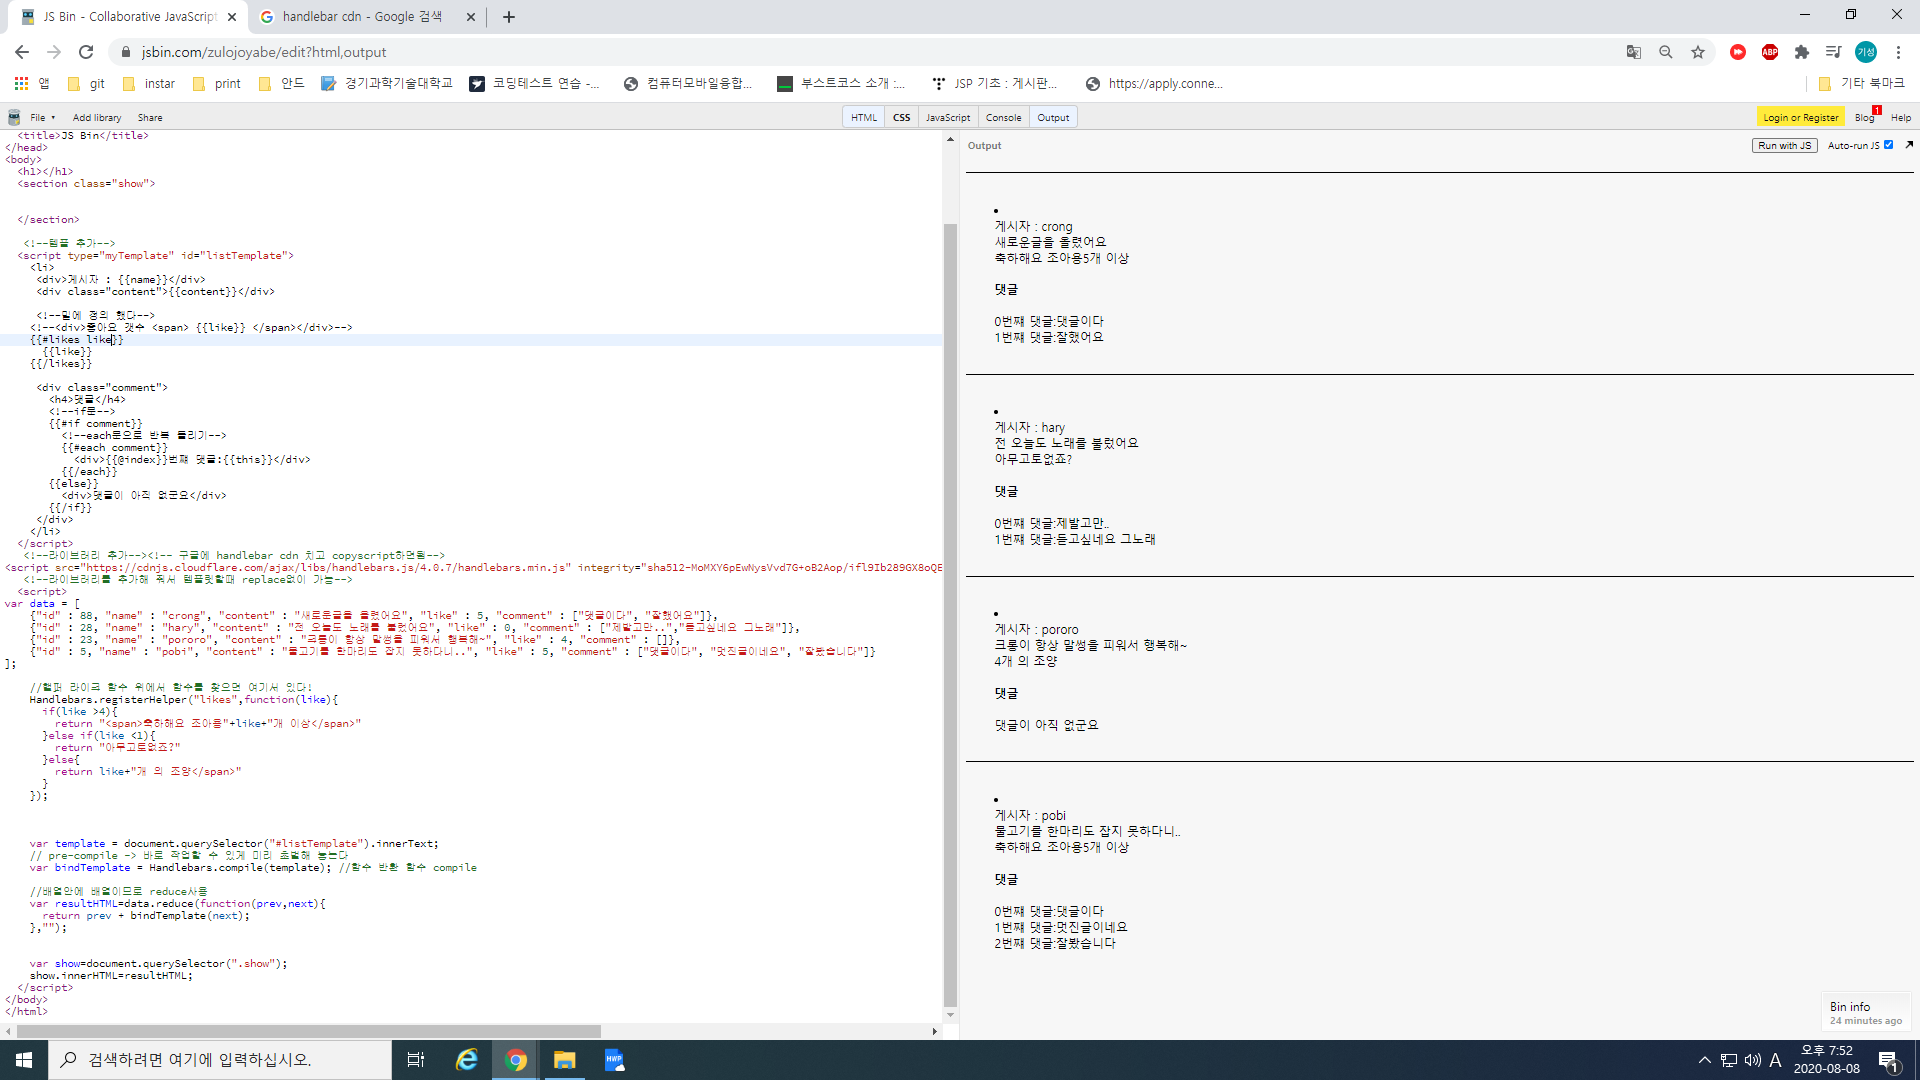 JS Bin - Collaborative JavaScript
handlebar cdn - Google 검색
jsbin.com/zulojoyabe/edit?html,output
기성
앱
git
instar
print
안드
경기과학기술대학교
코딩테스트 연습 -...
컴퓨터모바일융합...
부스트코스 소개 :...
JSP 기초 : 게시판...
https://apply.conne...
기타 북마크
File
Add library
Share
HTML
CSS
JavaScript
Console
Output
Login or Register
Blog
1
Help
<title>JS Bin</title>
</head>
<body>
<h1></h1>
<section class="show">
</section>
<!--템플 추가-->
<script type="myTemplate" id="listTemplate">
<li>
<div>게시자 : {{name}}</div>
<div class="content">{{content}}</div>
<!--밑에 정의 했다-->
<!--<div>좋아요 갯수 <span> {{like}} </span></div>-->
{{#likes like}}
{{like}}
{{/likes}}
<div class="comment">
<h4>댓글</h4>
<!--if문-->
{{#if comment}}
<!--each문으로 반복 돌리기-->
{{#each comment}}
<div>{{@index}}번째 댓글:{{this}}</div>
{{/each}}
{{else}}
<div>댓글이 아직 없군요</div>
{{/if}}
</div>
</li>
</script>
<!--라이브러리 추가--><!-- 구글에 handlebar cdn 치고 copyscript하면됨-->
<script src="https://cdnjs.cloudflare.com/ajax/libs/handlebars.js/4.0.7/handlebars.min.js" integrity="sha512-MoMXY6pEwNysVvd7G+oB2Aop/ifl9Ib289GX8oQE
<!--라이브러리를 추가해 줘서 템플릿할때 replace없이 가능-->
<script>
var data = [
{"id" : 88, "name" : "crong", "content" : "새로운글을 올렸어요", "like" : 5, "comment" : ["댓글이다", "잘했어요"]},
{"id" : 28, "name" : "hary", "content" : "전 오늘도 노래를 불렀어요", "like" : 0, "comment" : ["제발고만..","듣고싶네요 그노래"]},
{"id" : 23, "name" : "pororo", "content" : "크롱이 항상 말썽을 피워서 행복해~", "like" : 4, "comment" : []},
{"id" : 5, "name" : "pobi", "content" : "물고기를 한마리도 잡지 못하다니..", "like" : 5, "comment" : ["댓글이다", "멋진글이네요", "잘봤습니다"]}
];
//핼퍼 라이크 함수 위에서 함수를 찾으면 여기서 있다!
Handlebars.registerHelper("likes",function(like){
if(like >4){
return "<span>축하해요 조아용"+like+"개 이상</span>"
}else if(like <1){
return "아무고토없죠?"
}else{
return like+"개 의 조양</span>"
}
});
var template = document.querySelector("#listTemplate").innerText;
// pre-compile -> 바로 작업할 수 있게 미리 초벌해 놓는다
var bindTemplate = Handlebars.compile(template); //함수 반환 함수 compile
//배열안에 배열이므로 reduce사용
var resultHTML=data.reduce(function(prev,next){
return prev + bindTemplate(next);
},"");
var show=document.querySelector(".show");
show.innerHTML=resultHTML;
</script>
</body>
</html>
Output
Run with JS
Auto-run JS
게시자 : crong
새로운글을 올렸어요
축하해요 조아용5개 이상
댓글
0번째 댓글:댓글이다
1번째 댓글:잘했어요
게시자 : hary
전 오늘도 노래를 불렀어요
아무고토없죠?
댓글
0번째 댓글:제발고만..
1번째 댓글:듣고싶네요 그노래
게시자 : pororo
크롱이 항상 말썽을 피워서 행복해~
4개 의 조양
댓글
댓글이 아직 없군요
게시자 : pobi
물고기를 한마리도 잡지 못하다니..
축하해요 조아용5개 이상
댓글
0번째 댓글:댓글이다
1번째 댓글:멋진글이네요
2번째 댓글:잘봤습니다
Bin info
24 minutes ago
검색하려면 여기에 입력하십시오.
HWP
A
오후 7:52
2020-08-08
1